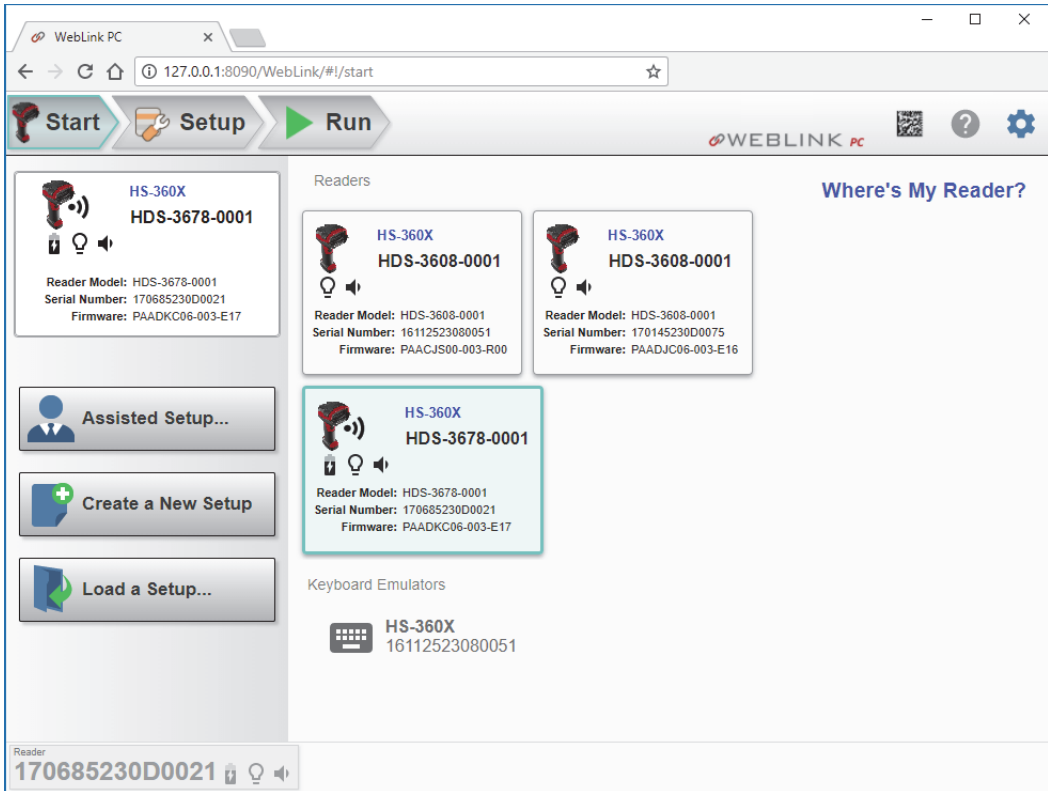 WebLink PC
127.0.0.1:8090/WebLink/#!/start
Start
Setup
Run
WEBLINK PC
HS-360X
HDS-3678-0001
Reader Model: HDS-3678-0001
Serial Number: 170685230D0021
Firmware: PAADKC06-003-E17
Assisted Setup...
Create a New Setup
Load a Setup...
Readers
Where's My Reader?
HS-360X
HDS-3608-0001
Reader Model: HDS-3608-0001
Serial Number: 16112523080051
Firmware: PAACJS00-003-R00
HS-360X
HDS-3608-0001
Reader Model: HDS-3608-0001
Serial Number: 170145230D0075
Firmware: PAADJC06-003-E16
HS-360X
HDS-3678-0001
Reader Model: HDS-3678-0001
Serial Number: 170685230D0021
Firmware: PAADKC06-003-E17
Keyboard Emulators
HS-360X
16112523080051
Reader
170685230D0021